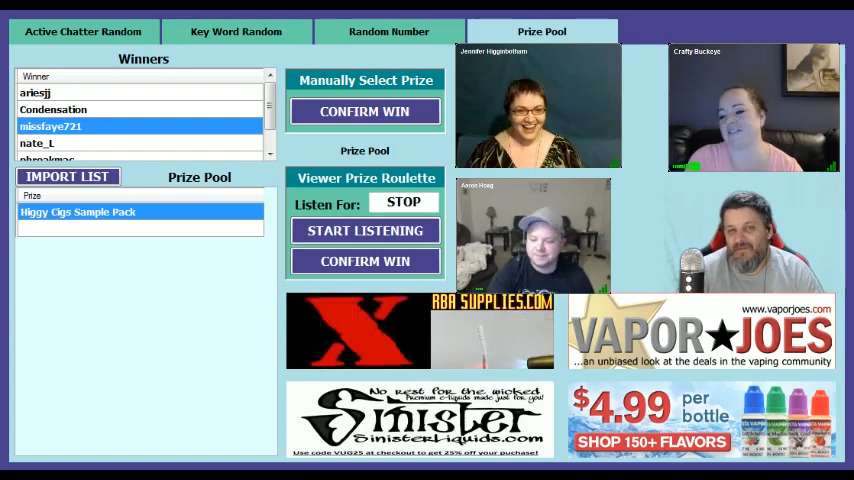 Active Chatter Random
Key Word Random
Random Number
Prize Pool
Winners
Winner
ariesjj
Condensation
missfaye721
nate_L
phreakmac
IMPORT LIST
Prize Pool
Prize
Higgy Cigs Sample Pack
Manually Select Prize
CONFIRM WIN
Prize Pool
Viewer Prize Roulette
Listen For:
STOP
START LISTENING
CONFIRM WIN
Jennifer Higginbotham
Crafty Buckeye
Aaron Hoag
X
RBA SUPPLIES.COM
www.vaporjoes.com
VAPOR★JOES
...an unbiased look at the deals in the vaping community
No rest for the wicked
Premium e-liquids made just for you!
Sinister
SinisterLiquids.com
Use code VUG25 at checkout to get 25% off your puchase!
$4.99 per
bottle
SHOP 150+ FLAVORS